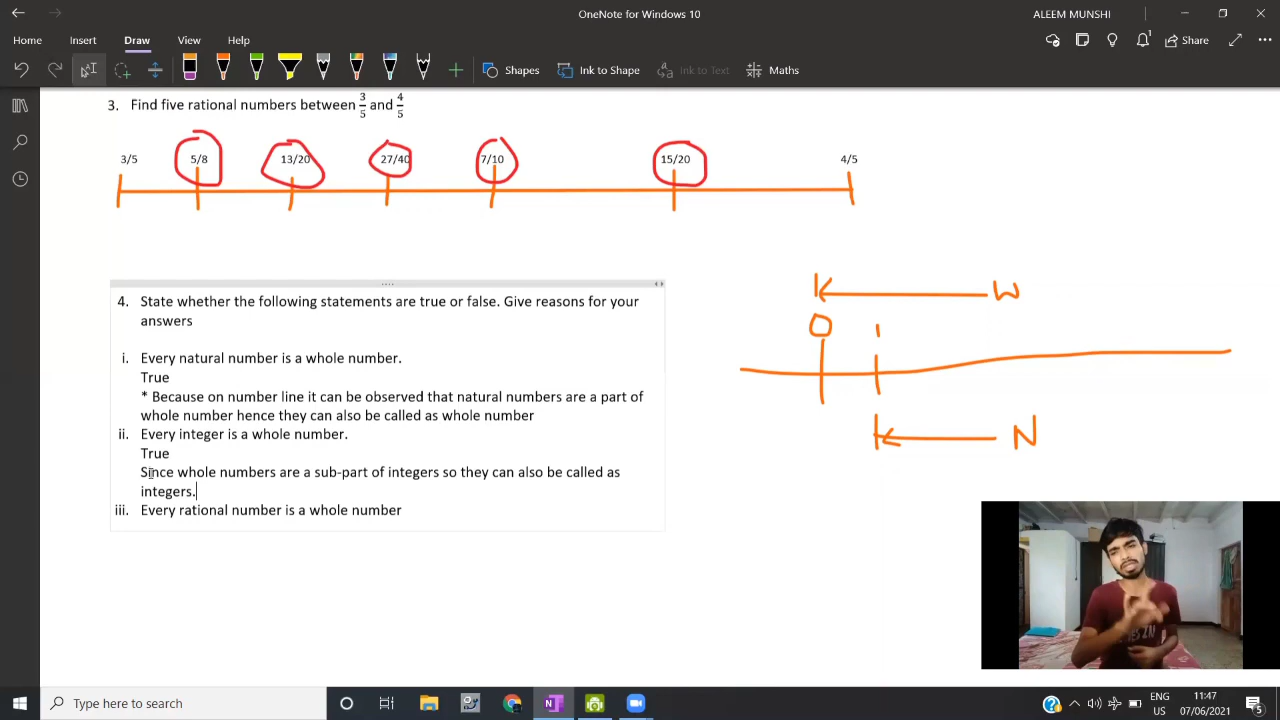 OneNote for Windows 10
ALEEM MUNSHI
Home Insert Draw View Help
Share
Shapes Ink to Shape Ink to Text Maths
3. Find five rational numbers between 3/5 and 4/5
3/5 5/8 13/20 27/40 7/10 15/20 4/5
W
0 1
N
4. State whether the following statements are true or false. Give reasons for your
answers
i. Every natural number is a whole number.
True
* Because on number line it can be observed that natural numbers are a part of
whole number hence they can also be called as whole number
ii. Every integer is a whole number.
True
Since whole numbers are a sub-part of integers so they can also be called as
integers.
iii. Every rational number is a whole number
Type here to search
ENG
US
11:47
07/06/2021
5